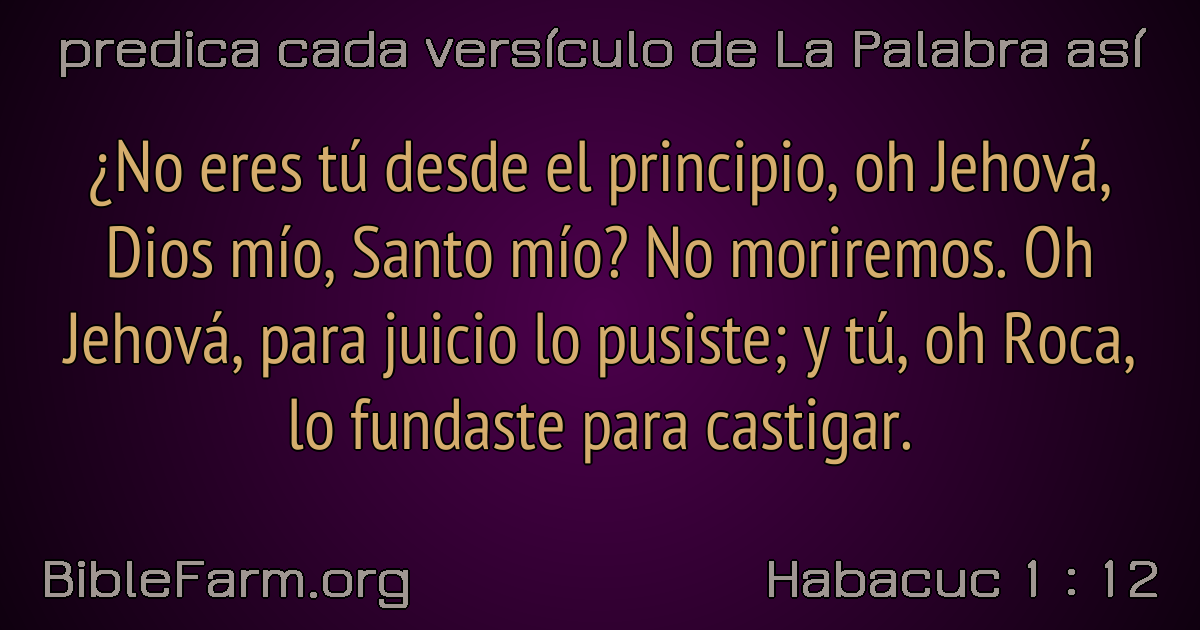 predica cada versículo de La Palabra así
¿No eres tú desde el principio, oh Jehová,
Dios mío, Santo mío? No moriremos. Oh
Jehová, para juicio lo pusiste; y tú, oh Roca,
lo fundaste para castigar.
BibleFarm.org
Habacuc 1 : 12